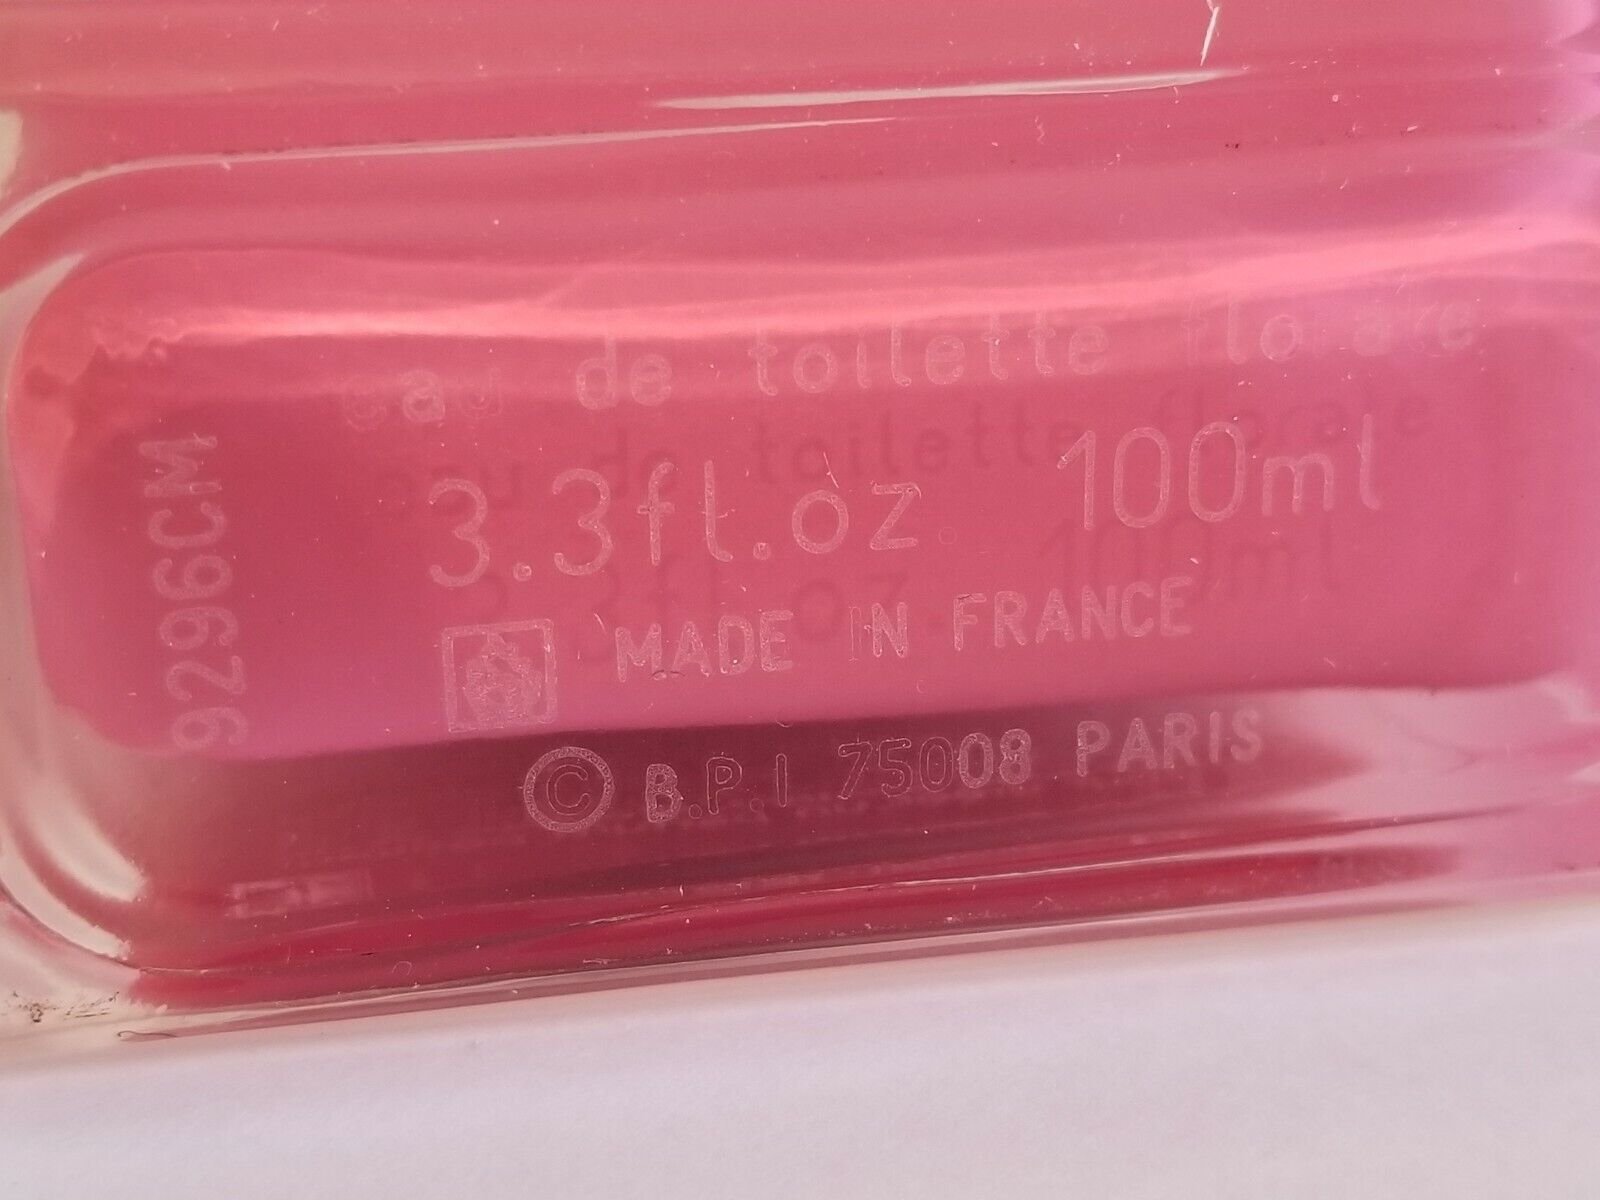 eau de toilette florale
3.3fl.oz. 100ml
MADE IN FRANCE
© B.P.I 75008 PARIS
9296CM